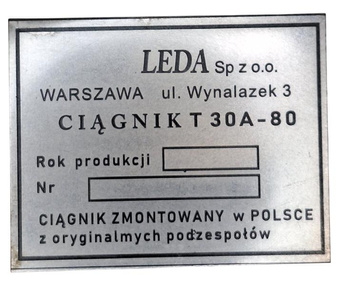 LEDA Sp z o.o.
WARSZAWA ul. Wynalazek 3
CIĄGNIK T 30A-80
Rok produkcji
Nr
CIĄGNIK ZMONTOWANY w POLSCE
z oryginalmych podzespołów